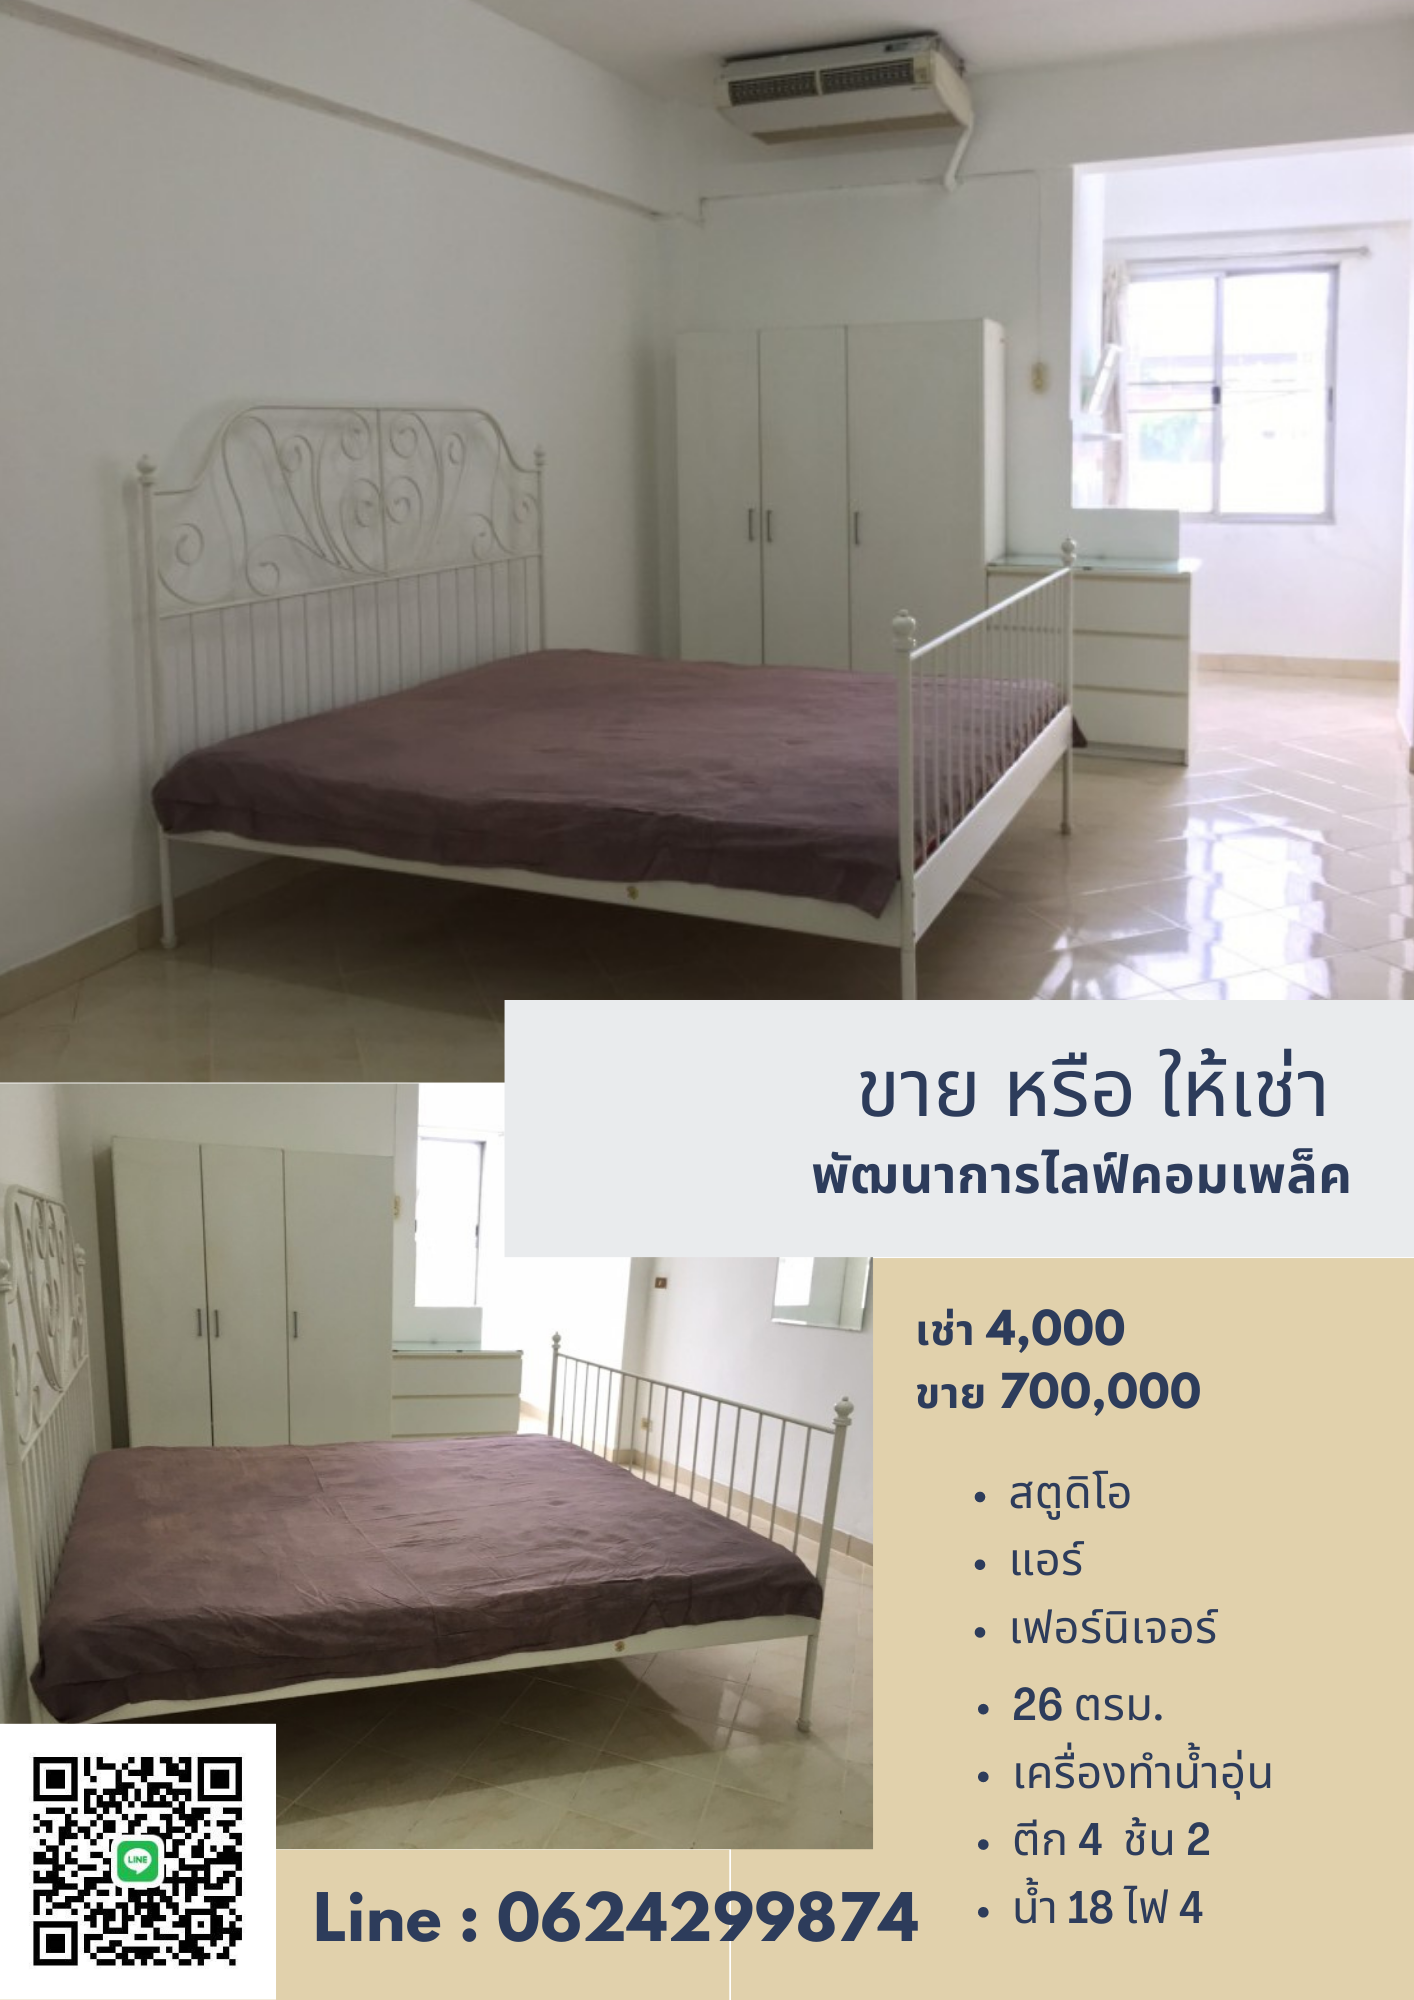 ขาย หรือ ให้เช่า
พัฒนาการไลฟ์คอมเพล็ค
เช่า 4,000
ขาย 700,000
• สตูดิโอ
• แอร์
• เฟอร์นิเจอร์
• 26 ตรม.
• เครื่องทำน้ำอุ่น
• ตึก 4 ชั้น 2
• น้ำ 18 ไฟ 4
LINE
Line : 0624299874